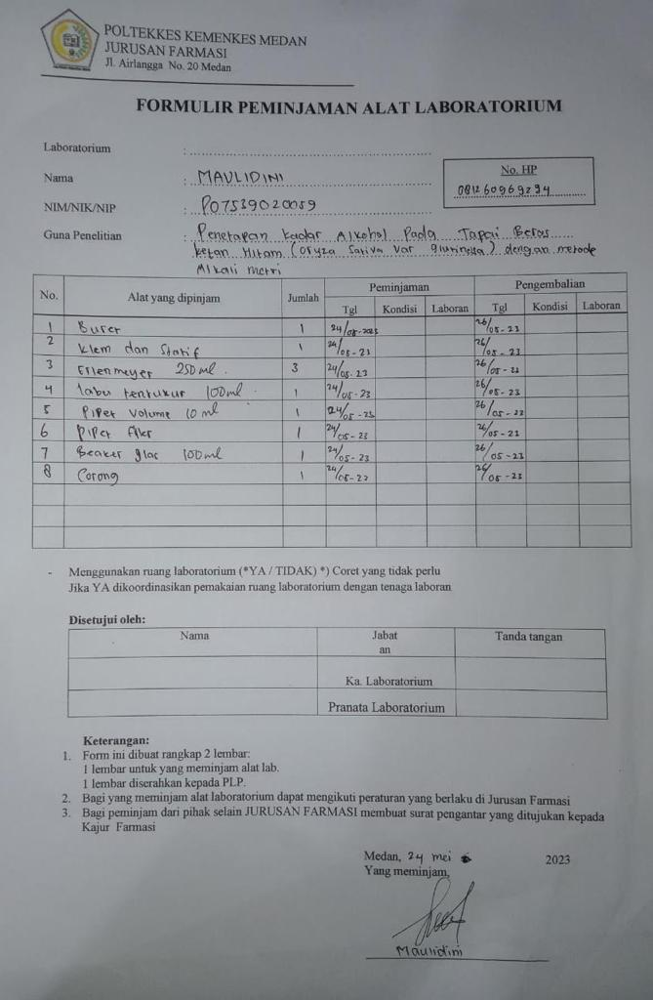 POLTEKKES KEMENKES MEDAN
JURUSAN FARMASI
Jl. Airlangga No. 20 Medan
FORMULIR PEMINJAMAN ALAT LABORATORIUM
Laboratorium :
Nama : MAULIDINI
No. HP
081260969294
NIM/NIK/NIP : P07539020059
Guna Penelitian : Penetapan Kadar Alkohol Pada Tapai Beras
ketan Hitam (oryza Sativa var glutinosa) dengan metode
Alkali metri
No. Alat yang dipinjam Jumlah Peminjaman Pengembalian
Tgl Kondisi Laboran Tgl Kondisi Laboran
1 Buret 1 24/05-2023 26/05-23
2 Klem dan Statif 1 24/05-23 26/05-23
3 Erlenmeyer 250 ml. 3 24/05-23 26/05-23
4 labu tentukur 100 ml. 1 24/05-23 26/05-23
5 Pipet Volume 10 ml 1 24/05-23 26/05-23
6 Pipet filler 1 24/05-23 26/05-23
7 Beaker glas 100 ml 1 24/05-23 26/05-23
8 Corong 1 24/05-23 26/05-23
- Menggunakan ruang laboratorium (*YA / TIDAK) *) Coret yang tidak perlu
Jika YA dikoordinasikan pemakaian ruang laboratorium dengan tenaga laboran
Disetujui oleh:
Nama Jabat Tanda tangan
an
Ka. Laboratorium
Pranata Laboratorium
Keterangan:
1. Form ini dibuat rangkap 2 lembar:
1 lembar untuk yang meminjam alat lab.
1 lembar diserahkan kepada PLP.
2. Bagi yang meminjam alat laboratorium dapat mengikuti peraturan yang berlaku di Jurusan Farmasi
3. Bagi peminjam dari pihak selain JURUSAN FARMASI membuat surat pengantar yang ditujukan kepada
Kajur Farmasi
Medan, 24 mei 2023
Yang meminjam,
Maulidini